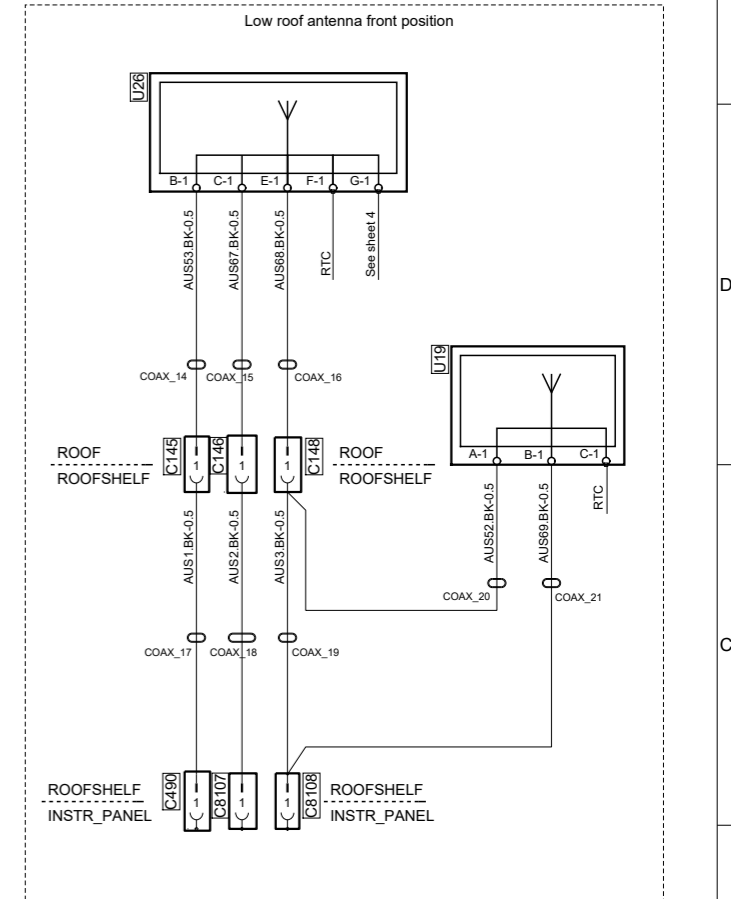 Low roof antenna front position
U26
B-1 C-1 E-1 F-1 G-1
AUS53.BK-0.5
AUS67.BK-0.5
AUS68.BK-0.5
RTC
See sheet 4
D
U19
COAX_14 COAX_15 COAX_16
ROOF
ROOFSHELF
C145
1
C146
1
1
C148
ROOF
ROOFSHELF
A-1 B-1 C-1
AUS1.BK-0.5
AUS2.BK-0.5
AUS3.BK-0.5
AUS52.BK-0.5
AUS69.BK-0.5
RTC
COAX_20 COAX_21
COAX_17 COAX_18 COAX_19
C
ROOFSHELF
INSTR_PANEL
C490
1
C8107
1
1
C8108
ROOFSHELF
INSTR_PANEL